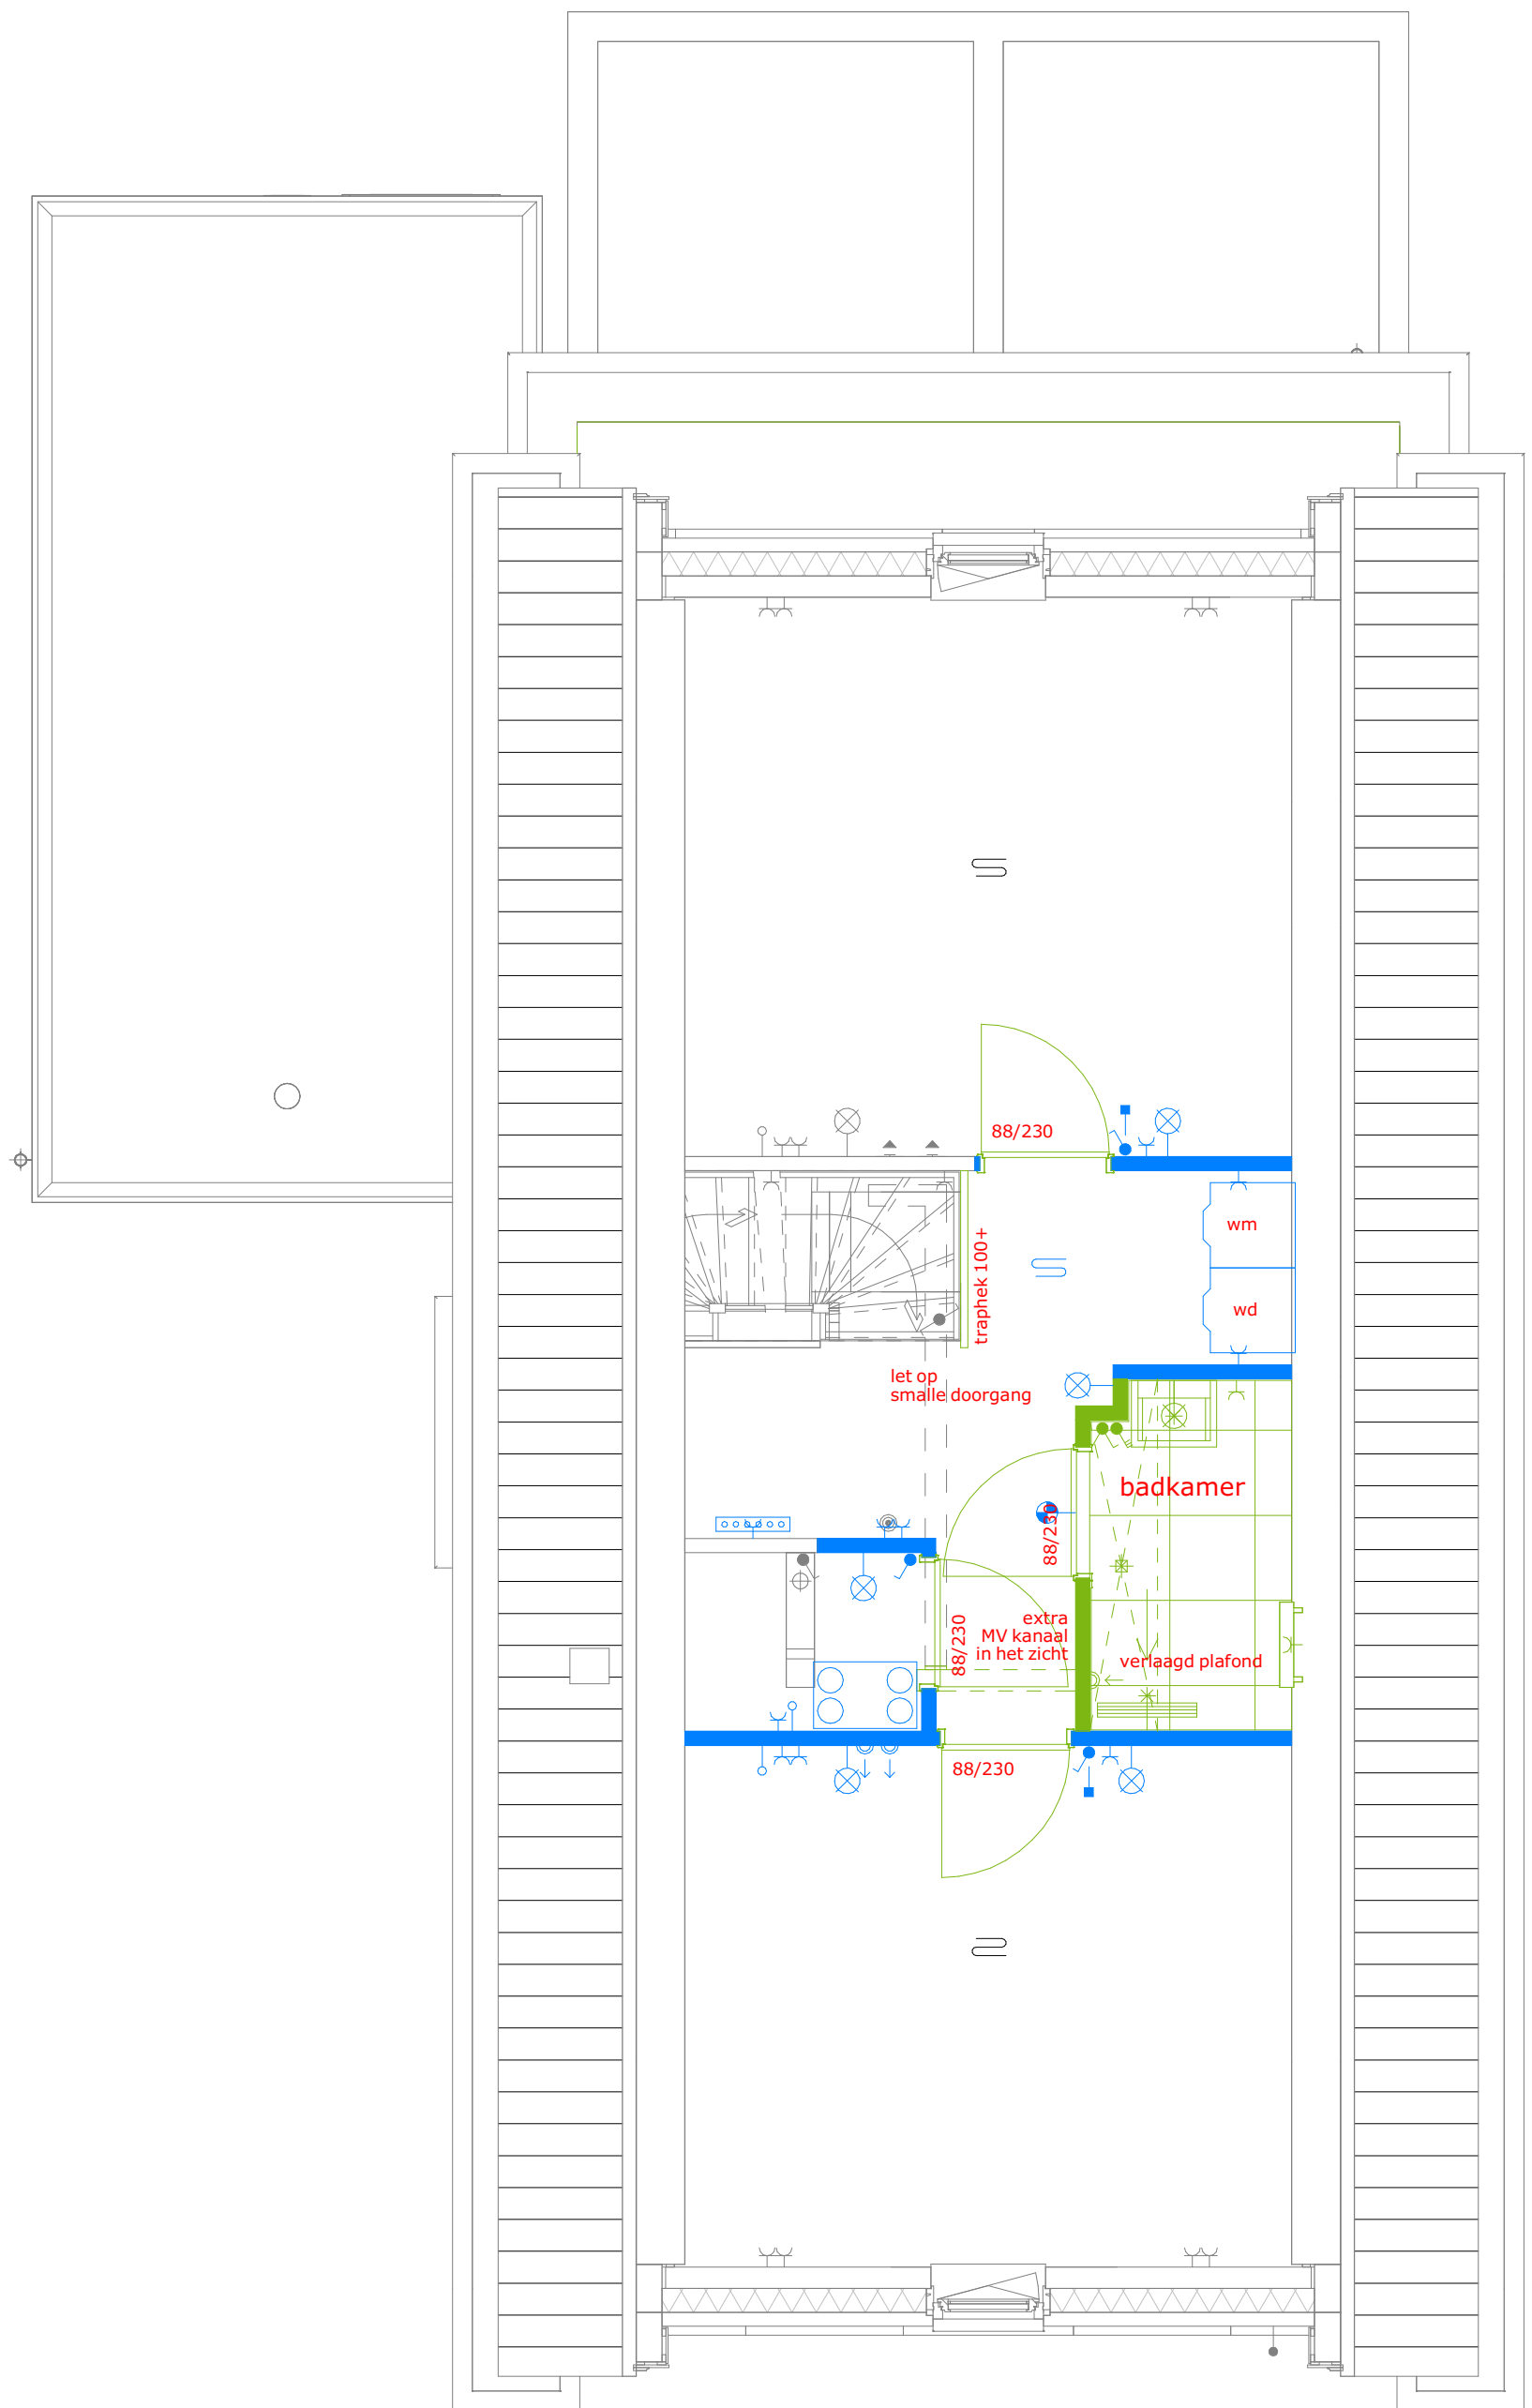 88/230
wm
traphek 100+
wd
let op
smalle doorgang
badkamer
88/230
88/230
extra
MV kanaal
in het zicht
verlaagd plafond
88/230